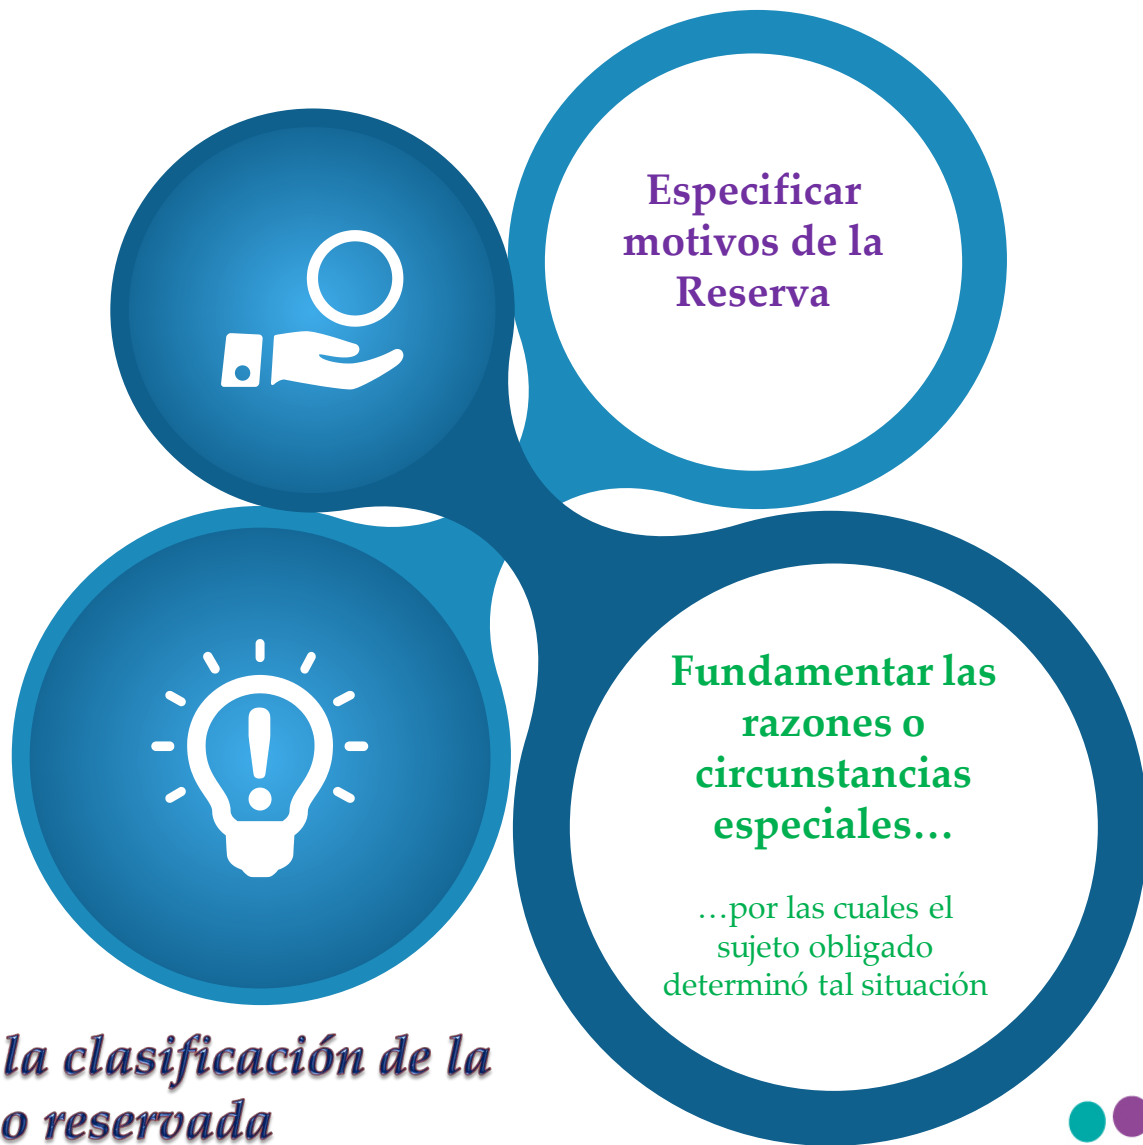 Especificar
motivos de la
Reserva
Fundamentar las
razones o
circunstancias
especiales…
…por las cuales el
sujeto obligado
determinó tal situación
la clasificación de la
o reservada